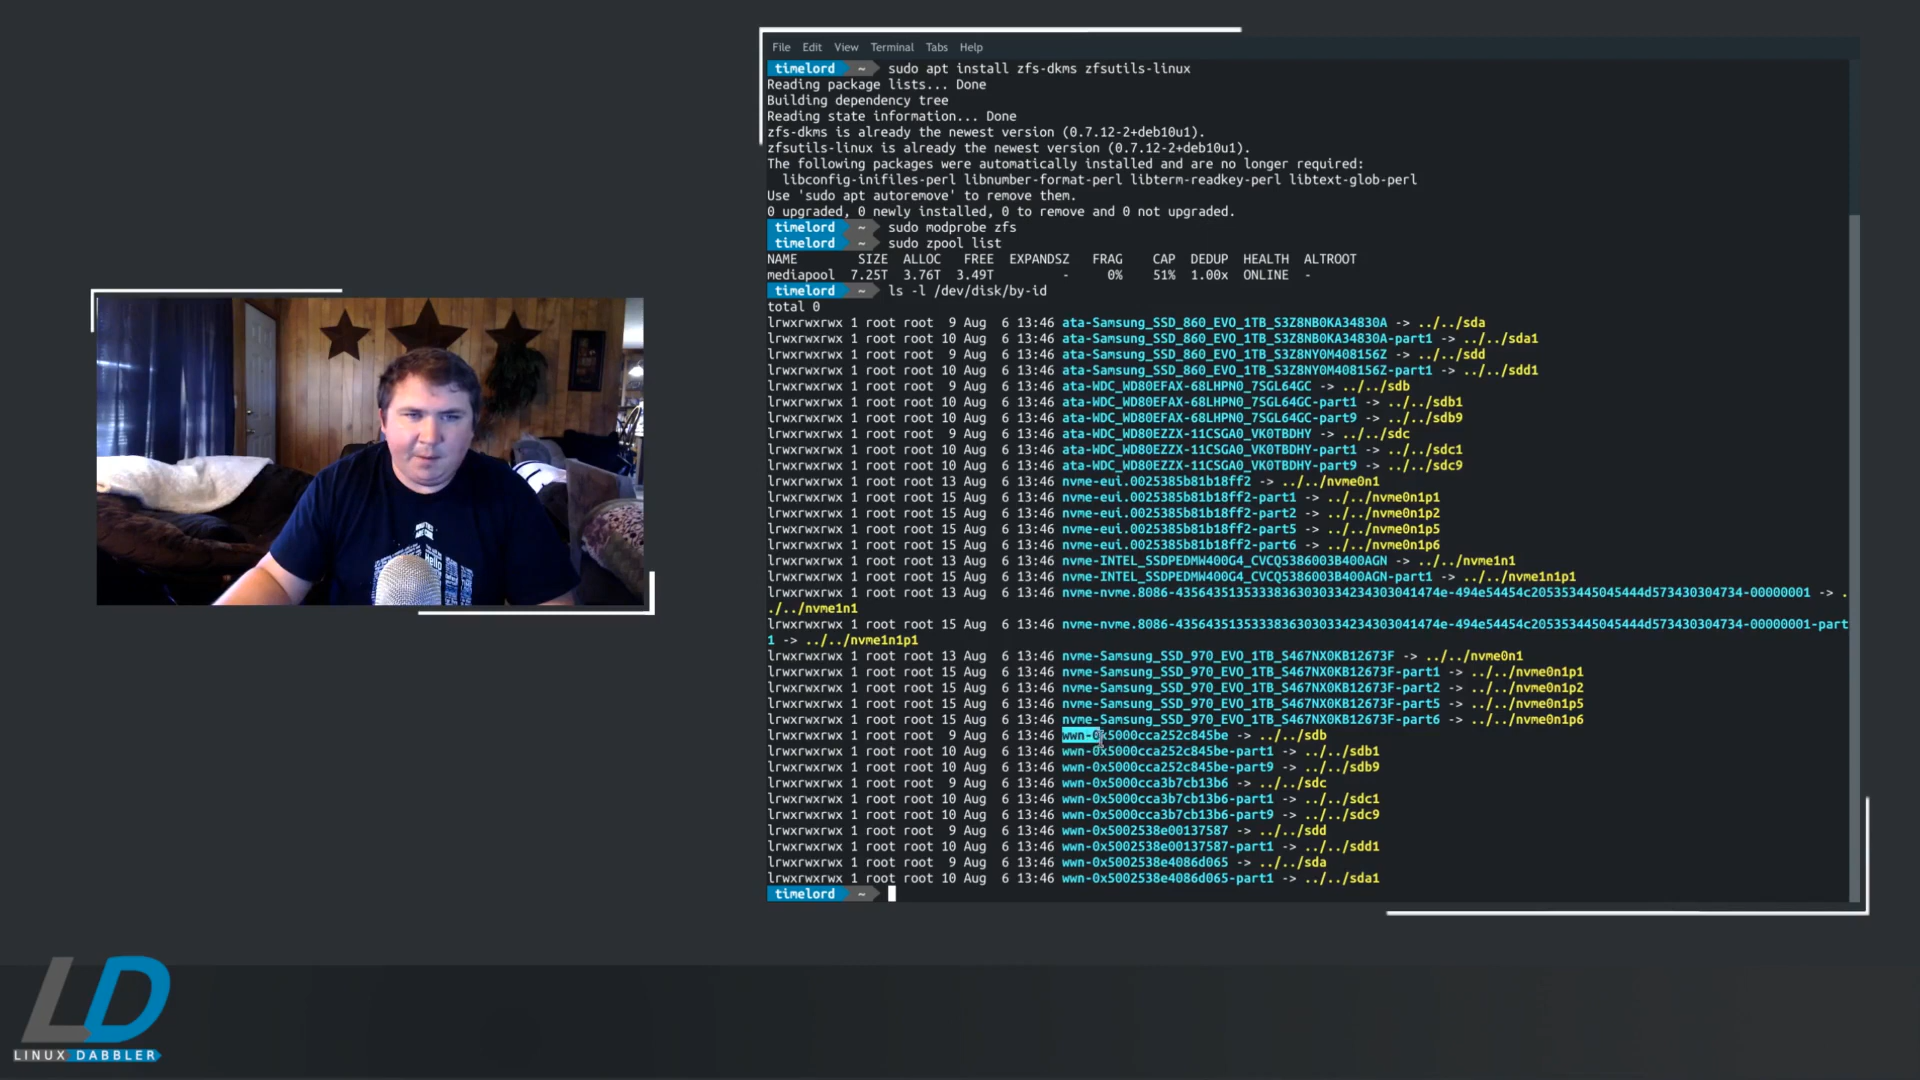 File Edit View Terminal Tabs Help
timelord ~ sudo apt install zfs-dkms zfsutils-linux
Reading package lists... Done
Building dependency tree
Reading state information... Done
zfs-dkms is already the newest version (0.7.12-2+deb10u1).
zfsutils-linux is already the newest version (0.7.12-2+deb10u1).
The following packages were automatically installed and are no longer required:
libconfig-inifiles-perl libnumber-format-perl libterm-readkey-perl libtext-glob-perl
Use 'sudo apt autoremove' to remove them.
0 upgraded, 0 newly installed, 0 to remove and 0 not upgraded.
timelord ~ sudo modprobe zfs
timelord ~ sudo zpool list
NAME SIZE ALLOC FREE EXPANDSZ FRAG CAP DEDUP HEALTH ALTROOT
mediapool 7.25T 3.76T 3.49T - 0% 51% 1.00x ONLINE -
timelord ~ ls -l /dev/disk/by-id
total 0
lrwxrwxrwx 1 root root 9 Aug 6 13:46 ata-Samsung_SSD_860_EVO_1TB_S3Z8NB0KA34830A -> ../../sda
lrwxrwxrwx 1 root root 10 Aug 6 13:46 ata-Samsung_SSD_860_EVO_1TB_S3Z8NB0KA34830A-part1 -> ../../sda1
lrwxrwxrwx 1 root root 9 Aug 6 13:46 ata-Samsung_SSD_860_EVO_1TB_S3Z8NY0M408156Z -> ../../sdd
lrwxrwxrwx 1 root root 10 Aug 6 13:46 ata-Samsung_SSD_860_EVO_1TB_S3Z8NY0M408156Z-part1 -> ../../sdd1
lrwxrwxrwx 1 root root 9 Aug 6 13:46 ata-WDC_WD80EFAX-68LHPN0_7SGL64GC -> ../../sdb
lrwxrwxrwx 1 root root 10 Aug 6 13:46 ata-WDC_WD80EFAX-68LHPN0_7SGL64GC-part1 -> ../../sdb1
lrwxrwxrwx 1 root root 10 Aug 6 13:46 ata-WDC_WD80EFAX-68LHPN0_7SGL64GC-part9 -> ../../sdb9
lrwxrwxrwx 1 root root 9 Aug 6 13:46 ata-WDC_WD80EZZX-11CSGA0_VK0TBDHY -> ../../sdc
lrwxrwxrwx 1 root root 10 Aug 6 13:46 ata-WDC_WD80EZZX-11CSGA0_VK0TBDHY-part1 -> ../../sdc1
lrwxrwxrwx 1 root root 10 Aug 6 13:46 ata-WDC_WD80EZZX-11CSGA0_VK0TBDHY-part9 -> ../../sdc9
lrwxrwxrwx 1 root root 13 Aug 6 13:46 nvme-eui.0025385b81b18ff2 -> ../../nvme0n1
lrwxrwxrwx 1 root root 15 Aug 6 13:46 nvme-eui.0025385b81b18ff2-part1 -> ../../nvme0n1p1
lrwxrwxrwx 1 root root 15 Aug 6 13:46 nvme-eui.0025385b81b18ff2-part2 -> ../../nvme0n1p2
lrwxrwxrwx 1 root root 15 Aug 6 13:46 nvme-eui.0025385b81b18ff2-part5 -> ../../nvme0n1p5
lrwxrwxrwx 1 root root 15 Aug 6 13:46 nvme-eui.0025385b81b18ff2-part6 -> ../../nvme0n1p6
lrwxrwxrwx 1 root root 13 Aug 6 13:46 nvme-INTEL_SSDPEDMW400G4_CVCQ5386003B400AGN -> ../../nvme1n1
lrwxrwxrwx 1 root root 15 Aug 6 13:46 nvme-INTEL_SSDPEDMW400G4_CVCQ5386003B400AGN-part1 -> ../../nvme1n1p1
lrwxrwxrwx 1 root root 13 Aug 6 13:46 nvme-nvme.8086-43564351353338363030334234303041474e-494e54454c205353445045444d573430304734-00000001 -> .
./../nvme1n1
lrwxrwxrwx 1 root root 15 Aug 6 13:46 nvme-nvme.8086-43564351353338363030334234303041474e-494e54454c205353445045444d573430304734-00000001-part
1 -> ../../nvme1n1p1
lrwxrwxrwx 1 root root 13 Aug 6 13:46 nvme-Samsung_SSD_970_EVO_1TB_S467NX0KB12673F -> ../../nvme0n1
lrwxrwxrwx 1 root root 15 Aug 6 13:46 nvme-Samsung_SSD_970_EVO_1TB_S467NX0KB12673F-part1 -> ../../nvme0n1p1
lrwxrwxrwx 1 root root 15 Aug 6 13:46 nvme-Samsung_SSD_970_EVO_1TB_S467NX0KB12673F-part2 -> ../../nvme0n1p2
lrwxrwxrwx 1 root root 15 Aug 6 13:46 nvme-Samsung_SSD_970_EVO_1TB_S467NX0KB12673F-part5 -> ../../nvme0n1p5
lrwxrwxrwx 1 root root 15 Aug 6 13:46 nvme-Samsung_SSD_970_EVO_1TB_S467NX0KB12673F-part6 -> ../../nvme0n1p6
lrwxrwxrwx 1 root root 9 Aug 6 13:46 wwn-0x5000cca252c845be -> ../../sdb
lrwxrwxrwx 1 root root 10 Aug 6 13:46 wwn-0x5000cca252c845be-part1 -> ../../sdb1
lrwxrwxrwx 1 root root 10 Aug 6 13:46 wwn-0x5000cca252c845be-part9 -> ../../sdb9
lrwxrwxrwx 1 root root 9 Aug 6 13:46 wwn-0x5000cca3b7cb13b6 -> ../../sdc
lrwxrwxrwx 1 root root 10 Aug 6 13:46 wwn-0x5000cca3b7cb13b6-part1 -> ../../sdc1
lrwxrwxrwx 1 root root 10 Aug 6 13:46 wwn-0x5000cca3b7cb13b6-part9 -> ../../sdc9
lrwxrwxrwx 1 root root 9 Aug 6 13:46 wwn-0x5002538e00137587 -> ../../sdd
lrwxrwxrwx 1 root root 10 Aug 6 13:46 wwn-0x5002538e00137587-part1 -> ../../sdd1
lrwxrwxrwx 1 root root 9 Aug 6 13:46 wwn-0x5002538e4086d065 -> ../../sda
lrwxrwxrwx 1 root root 10 Aug 6 13:46 wwn-0x5002538e4086d065-part1 -> ../../sda1
timelord ~
Hello
LD
LINUX DABBLER